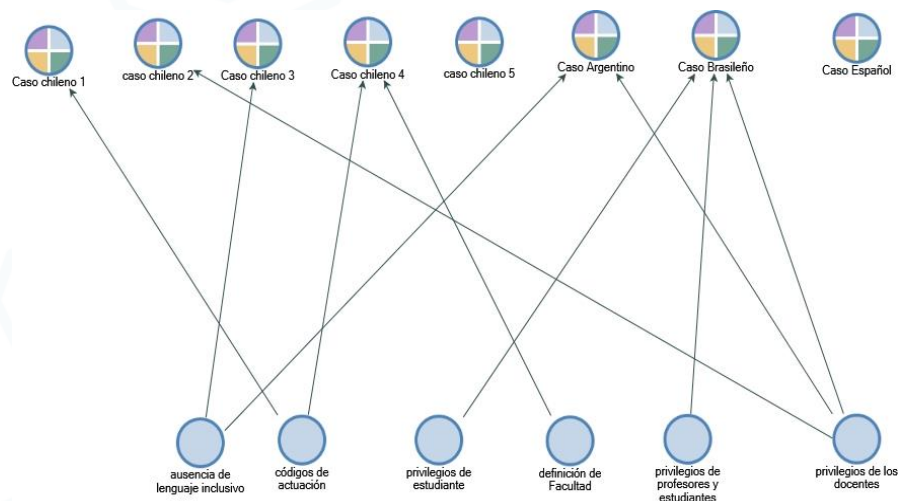 Caso chileno 1
caso chileno 2
Caso chileno 3
Caso chileno 4
caso chileno 5
Caso Argentino
Caso Brasileño
Caso Español
ausencia de
lenguaje inclusivo
códigos de
actuación
privilegios de
estudiante
definición de
Facultad
privilegios de
profesores y
estudiantes
privilegios de los
docentes